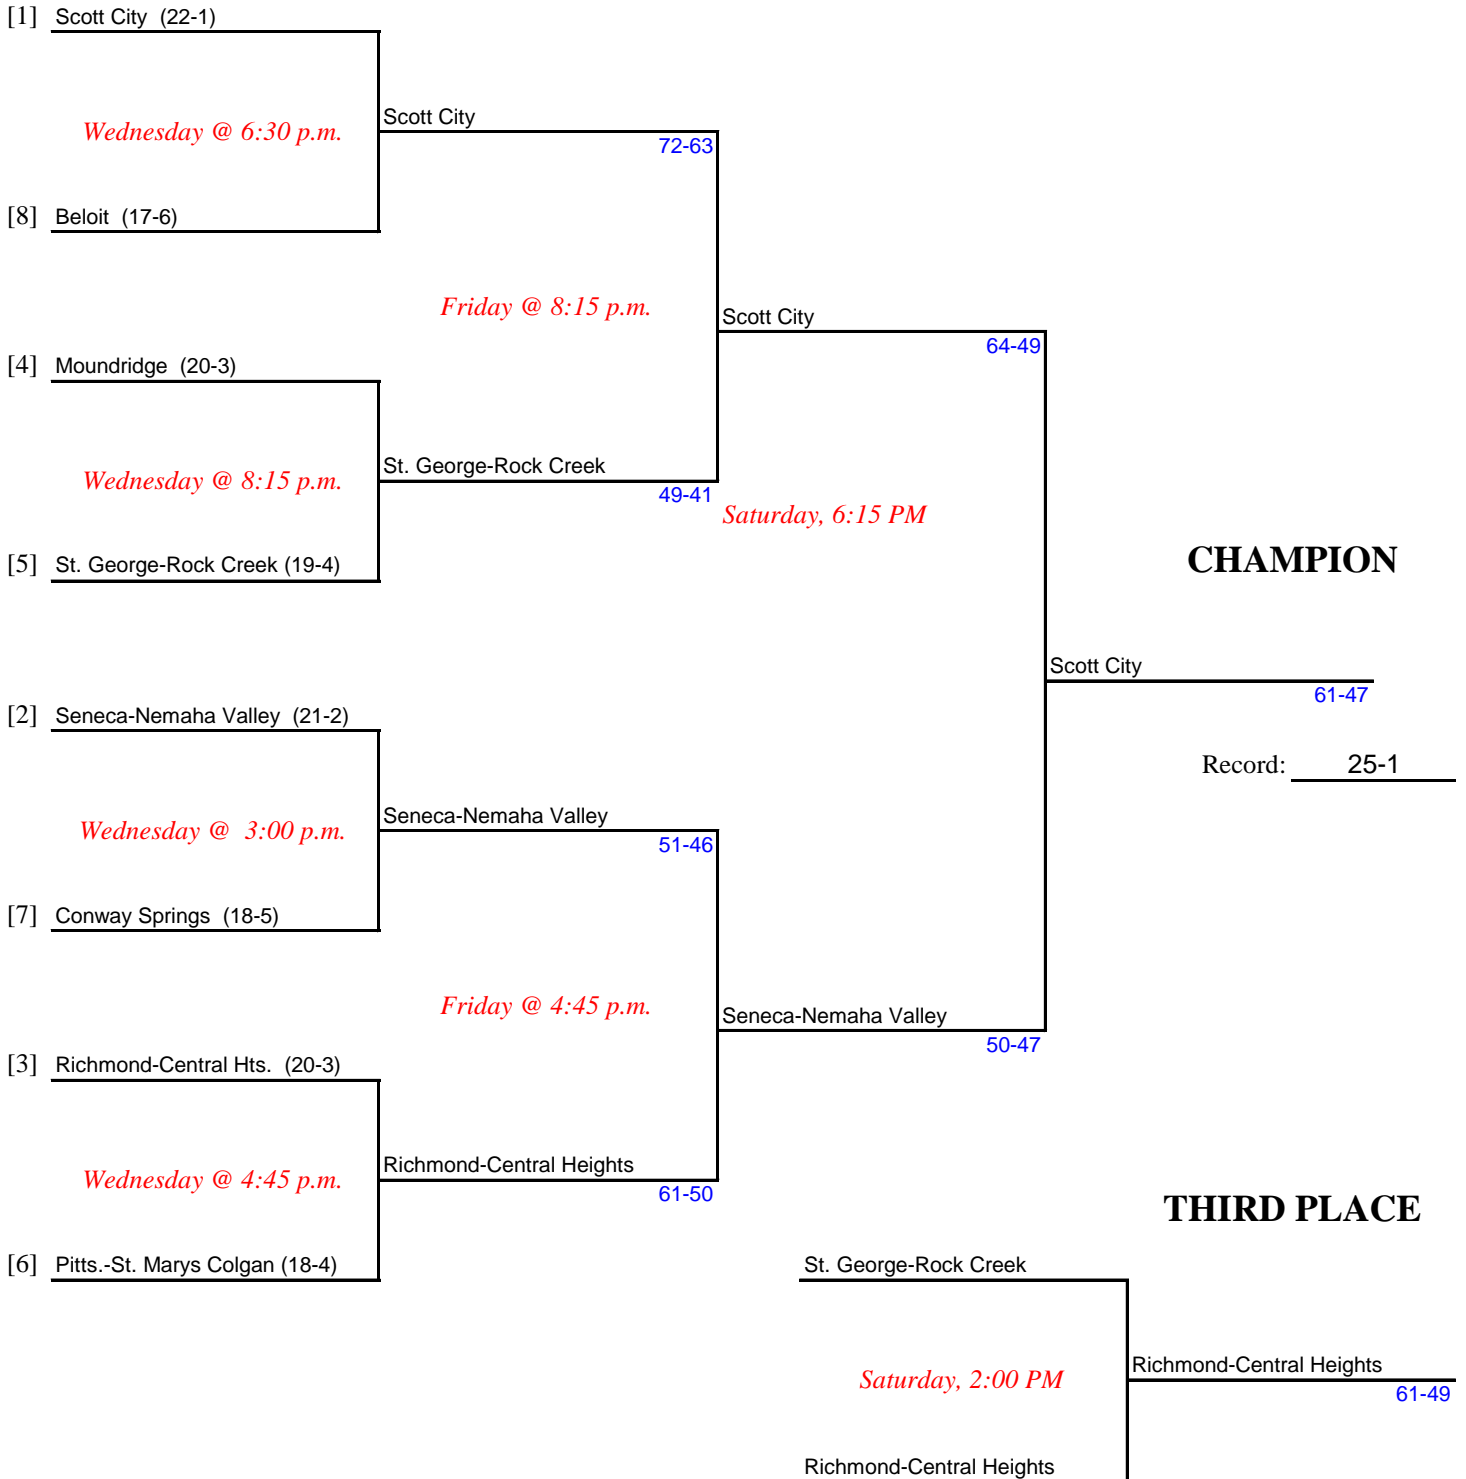 [1] Scott City (22-1)
Scott City
Wednesday @ 6:30 p.m.
72-63
[8] Beloit (17-6)
Friday @ 8:15 p.m.
Scott City
64-49
[4] Moundridge (20-3)
St. George-Rock Creek
Wednesday @ 8:15 p.m.
49-41
Saturday, 6:15 PM
[5] St. George-Rock Creek (19-4)
CHAMPION
Scott City
61-47
[2] Seneca-Nemaha Valley (21-2)
Record: 25-1
Seneca-Nemaha Valley
Wednesday @ 3:00 p.m.
51-46
[7] Conway Springs (18-5)
Friday @ 4:45 p.m.
Seneca-Nemaha Valley
50-47
[3] Richmond-Central Hts. (20-3)
Richmond-Central Heights
Wednesday @ 4:45 p.m.
61-50
THIRD PLACE
[6] Pitts.-St. Marys Colgan (18-4)
St. George-Rock Creek
Richmond-Central Heights
Saturday, 2:00 PM
61-49
Richmond-Central Heights